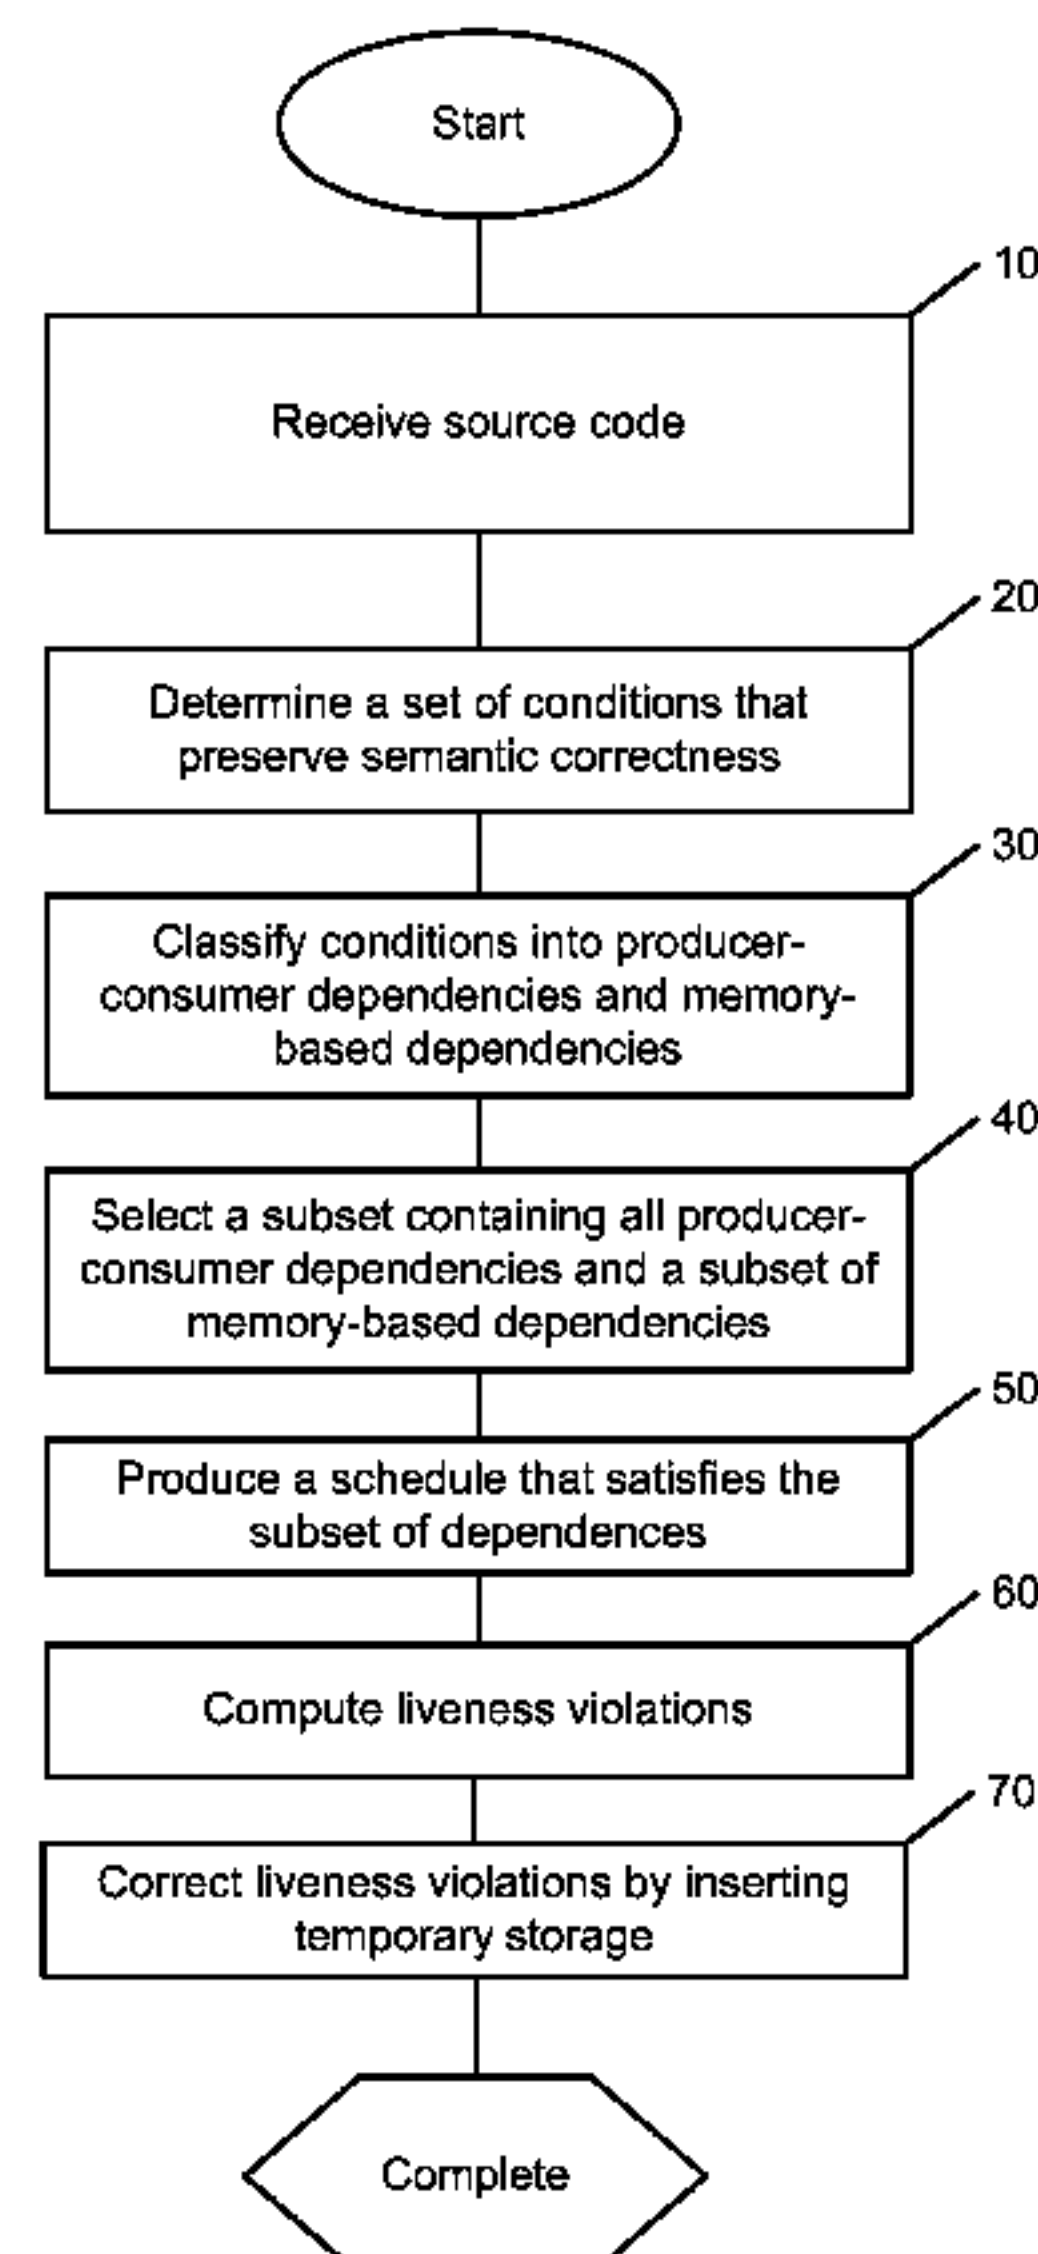 Start
10
Receive source code
20
Determine a set of conditions that
preserve semantic correctness
30
Classify conditions into producer-
consumer dependencies and memory-
based dependencies
40
Select a subset containing all producer-
consumer dependencies and a subset of
memory-based dependencies
50
Produce a schedule that satisfies the
subset of dependences
60
Compute liveness violations
70
Correct liveness violations by inserting
temporary storage
Complete